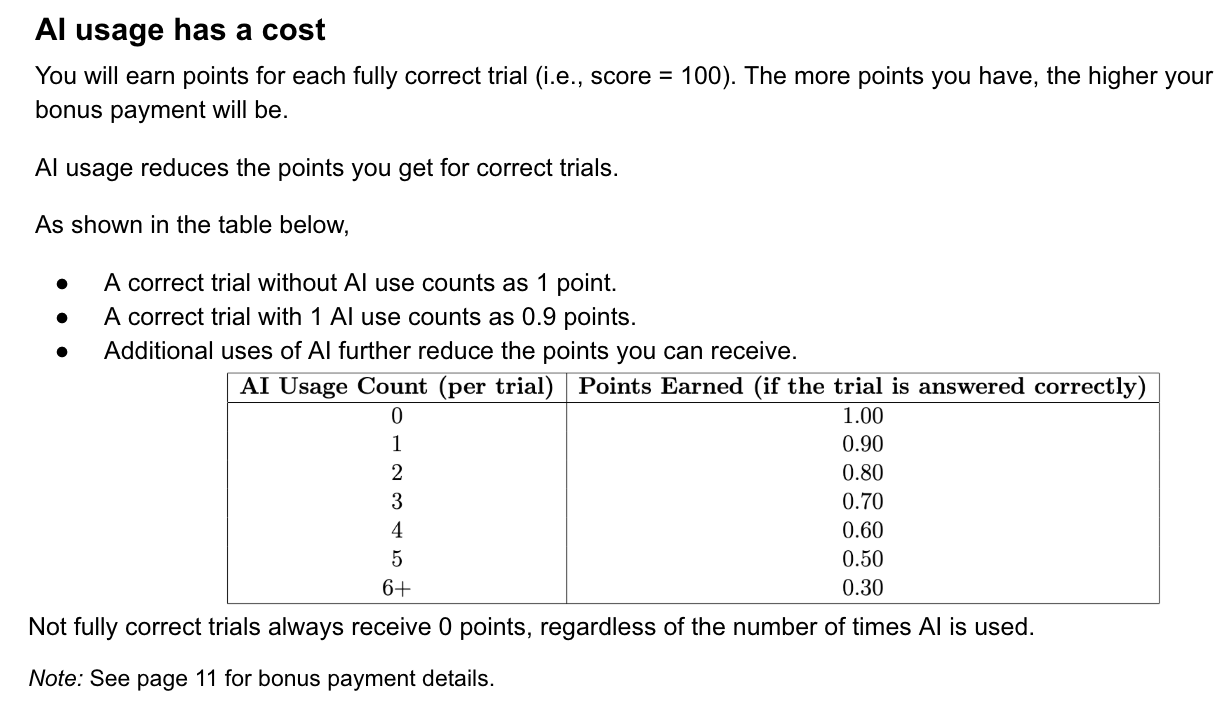 AI usage has a cost
You will earn points for each fully correct trial (i.e., score = 100). The more points you have, the higher your
bonus payment will be.
AI usage reduces the points you get for correct trials.
As shown in the table below,
● A correct trial without AI use counts as 1 point.
● A correct trial with 1 AI use counts as 0.9 points.
● Additional uses of AI further reduce the points you can receive.
AI Usage Count (per trial) Points Earned (if the trial is answered correctly)
0 1.00
1 0.90
2 0.80
3 0.70
4 0.60
5 0.50
6+ 0.30
Not fully correct trials always receive 0 points, regardless of the number of times AI is used.
Note: See page 11 for bonus payment details.